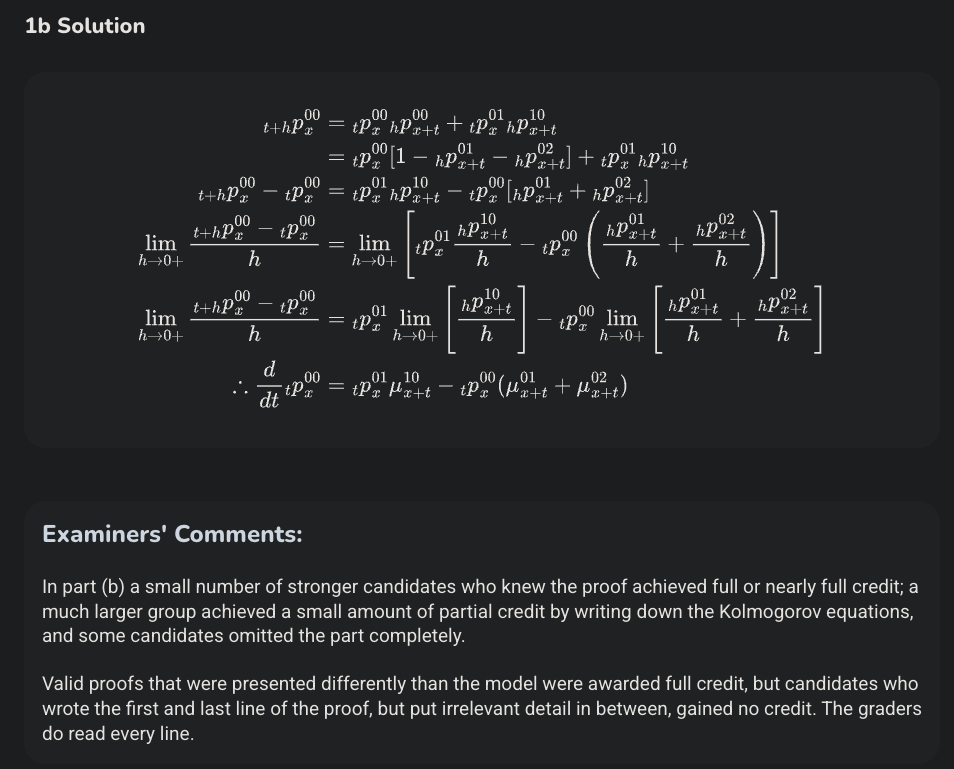 1b Solution
$_{t+h}p_x^{00} = {}_tp_x^{00}\,{}_hp_{x+t}^{00} + {}_tp_x^{01}\,{}_hp_{x+t}^{10}$
$= {}_tp_x^{00}[1 - {}_hp_{x+t}^{01} - {}_hp_{x+t}^{02}] + {}_tp_x^{01}\,{}_hp_{x+t}^{10}$
$_{t+h}p_x^{00} - {}_tp_x^{00} = {}_tp_x^{01}\,{}_hp_{x+t}^{10} - {}_tp_x^{00}[{}_hp_{x+t}^{01} + {}_hp_{x+t}^{02}]$
$\lim_{h\to 0+} \frac{_{t+h}p_x^{00} - {}_tp_x^{00}}{h} = \lim_{h\to 0+} \left[ {}_tp_x^{01} \frac{_hp_{x+t}^{10}}{h} - {}_tp_x^{00} \left( \frac{_hp_{x+t}^{01}}{h} + \frac{_hp_{x+t}^{02}}{h} \right) \right]$
$\lim_{h\to 0+} \frac{_{t+h}p_x^{00} - {}_tp_x^{00}}{h} = {}_tp_x^{01} \lim_{h\to 0+} \left[ \frac{_hp_{x+t}^{10}}{h} \right] - {}_tp_x^{00} \lim_{h\to 0+} \left[ \frac{_hp_{x+t}^{01}}{h} + \frac{_hp_{x+t}^{02}}{h} \right]$
$\therefore \frac{d}{dt} {}_tp_x^{00} = {}_tp_x^{01} \mu_{x+t}^{10} - {}_tp_x^{00} (\mu_{x+t}^{01} + \mu_{x+t}^{02})$
Examiners' Comments:
In part (b) a small number of stronger candidates who knew the proof achieved full or nearly full credit; a
much larger group achieved a small amount of partial credit by writing down the Kolmogorov equations,
and some candidates omitted the part completely.
Valid proofs that were presented differently than the model were awarded full credit, but candidates who
wrote the first and last line of the proof, but put irrelevant detail in between, gained no credit. The graders
do read every line.